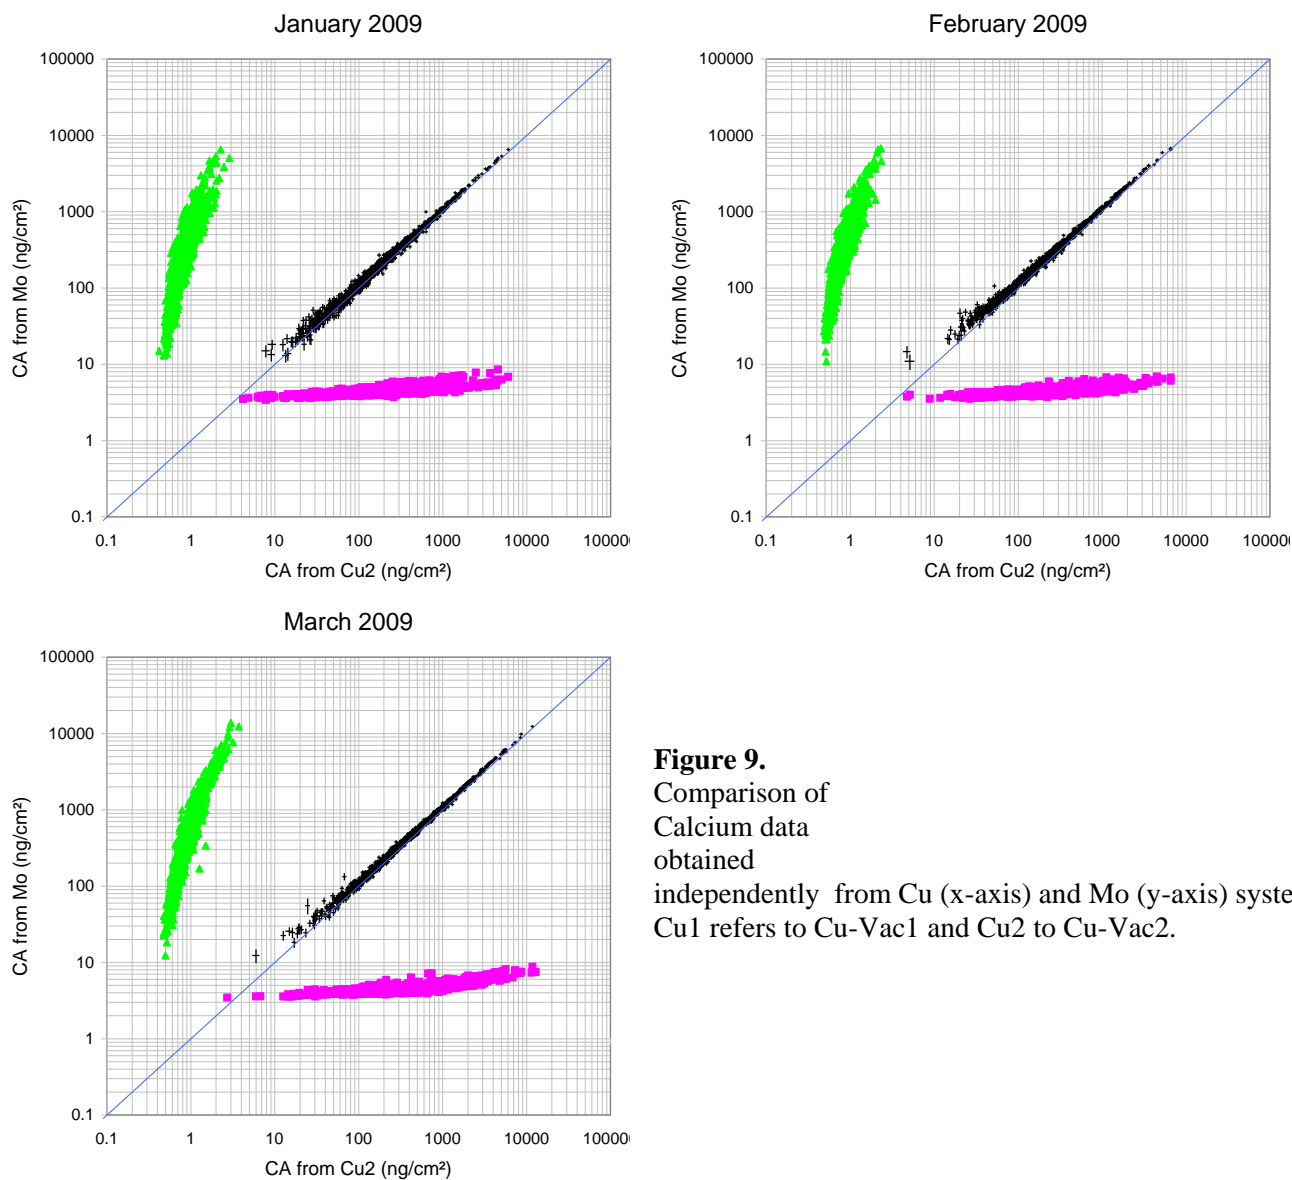 January 2009
100000
10000
1000
100
10
1
0.1
CA from Mo (ng/cm²)
0.1 1 10 100 1000 10000 10000
CA from Cu2 (ng/cm²)
February 2009
100000
10000
1000
100
10
1
0.1
CA from Mo (ng/cm²)
0.1 1 10 100 1000 10000 10000
CA from Cu2 (ng/cm²)
March 2009
100000
10000
1000
100
10
1
0.1
CA from Mo (ng/cm²)
0.1 1 10 100 1000 10000 10000
CA from Cu2 (ng/cm²)
Figure 9.
Comparison of
Calcium data
obtained
independently from Cu (x-axis) and Mo (y-axis) syste
Cu1 refers to Cu-Vac1 and Cu2 to Cu-Vac2.